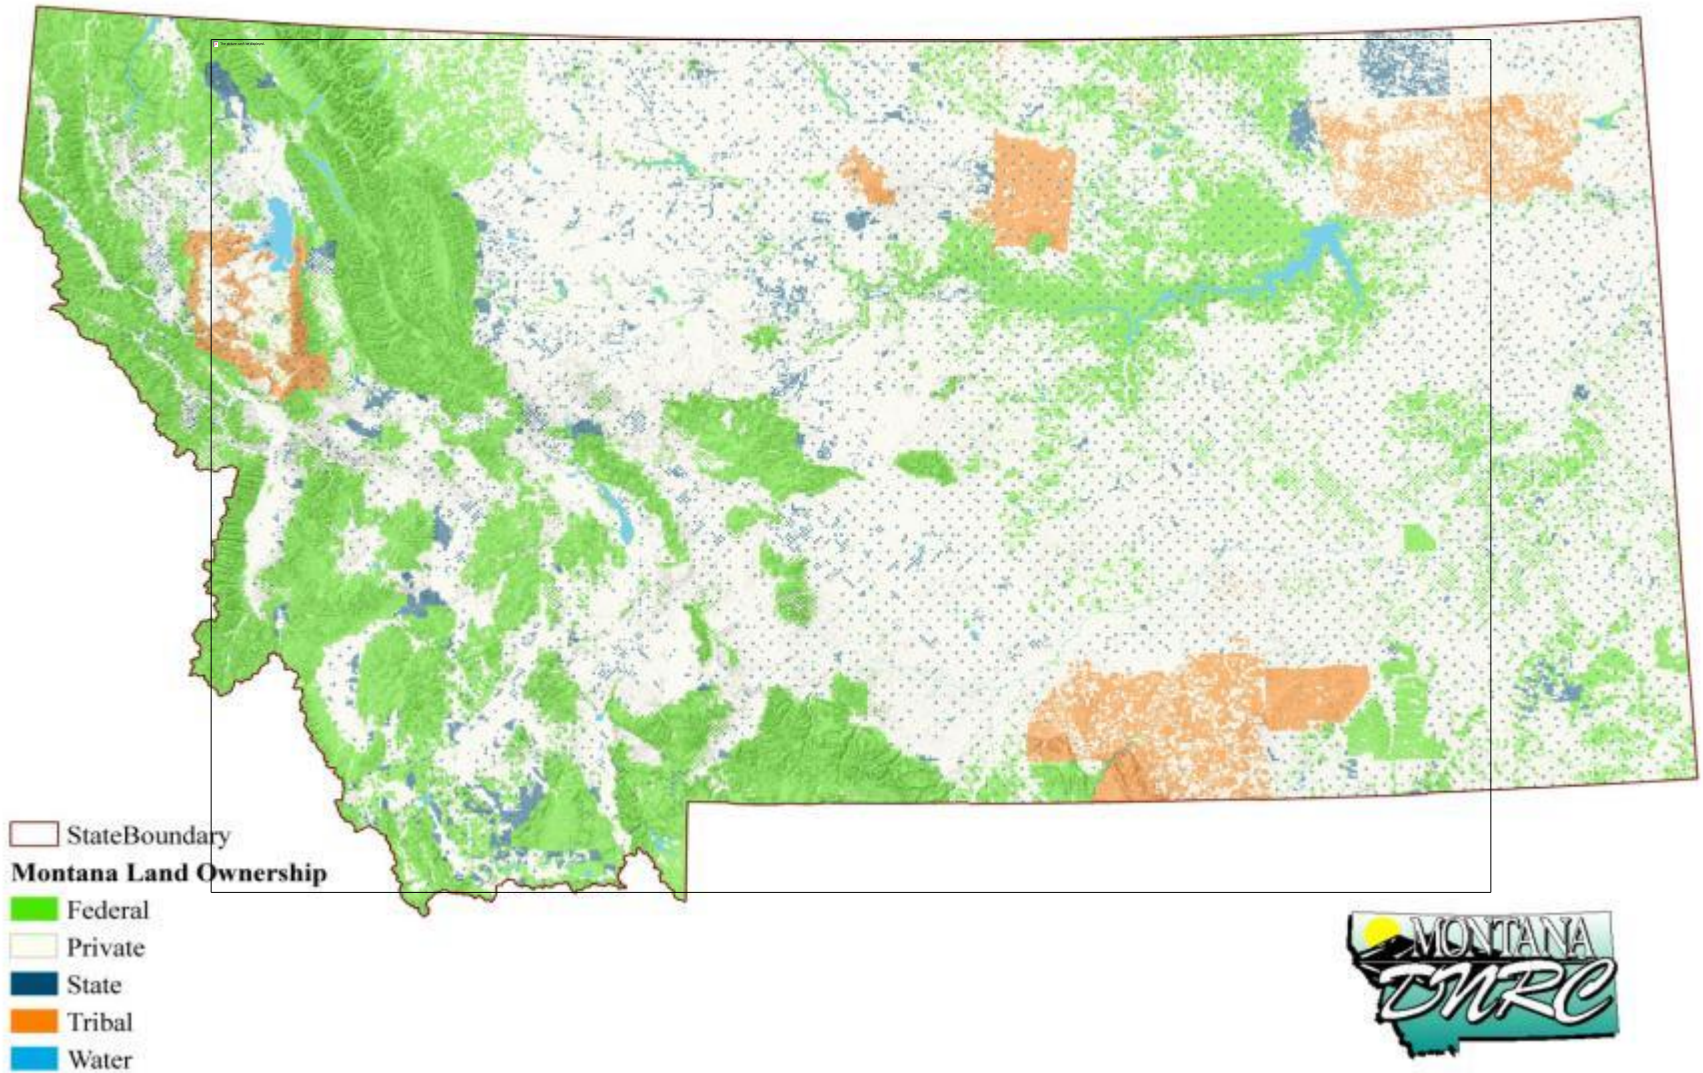 StateBoundary
Montana Land Ownership
Federal
Private
State
Tribal
Water
MONTANA
DNRC